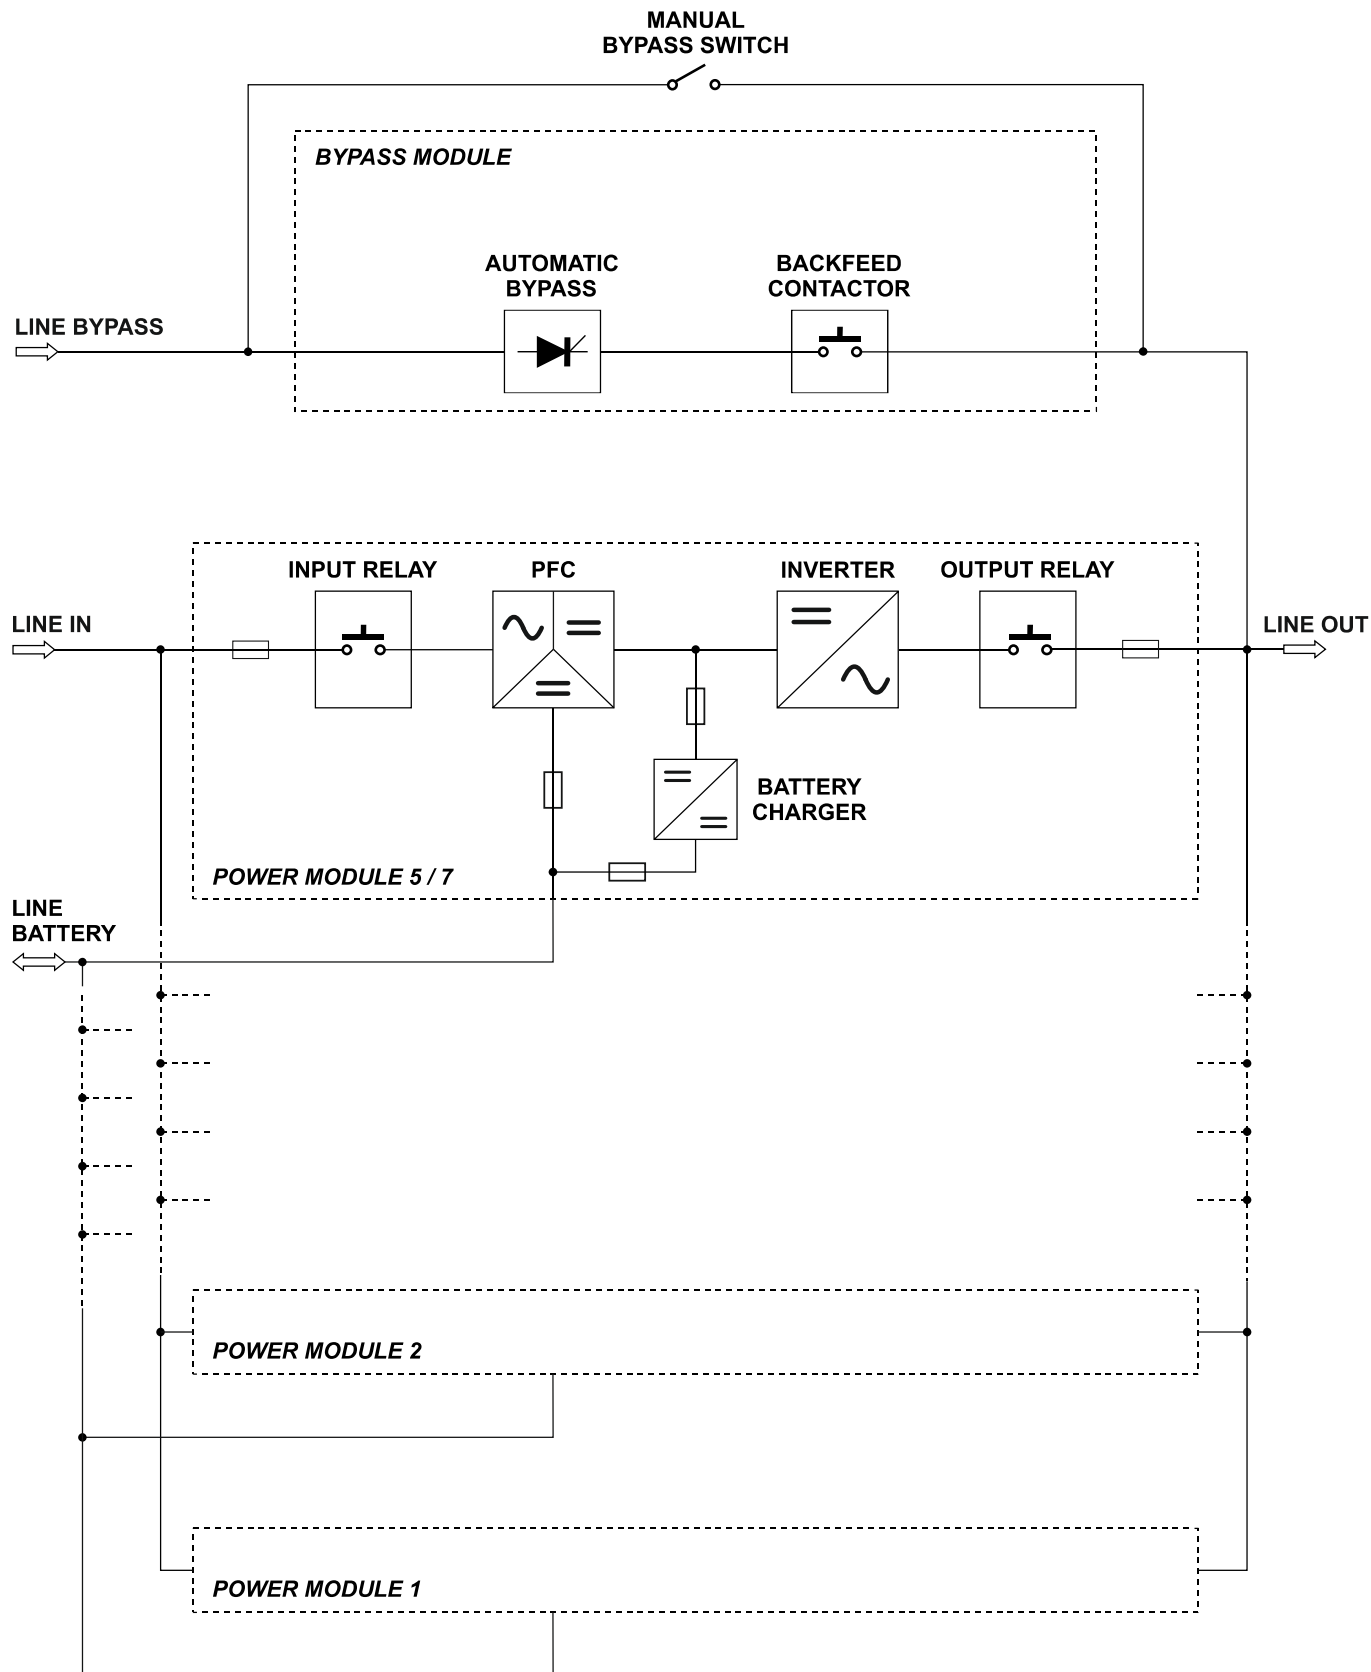 MANUAL
BYPASS SWITCH
BYPASS MODULE
AUTOMATIC
BYPASS
BACKFEED
CONTACTOR
LINE BYPASS
INPUT RELAY
PFC
INVERTER
OUTPUT RELAY
LINE IN
LINE OUT
BATTERY
CHARGER
POWER MODULE 5 / 7
LINE
BATTERY
POWER MODULE 2
POWER MODULE 1